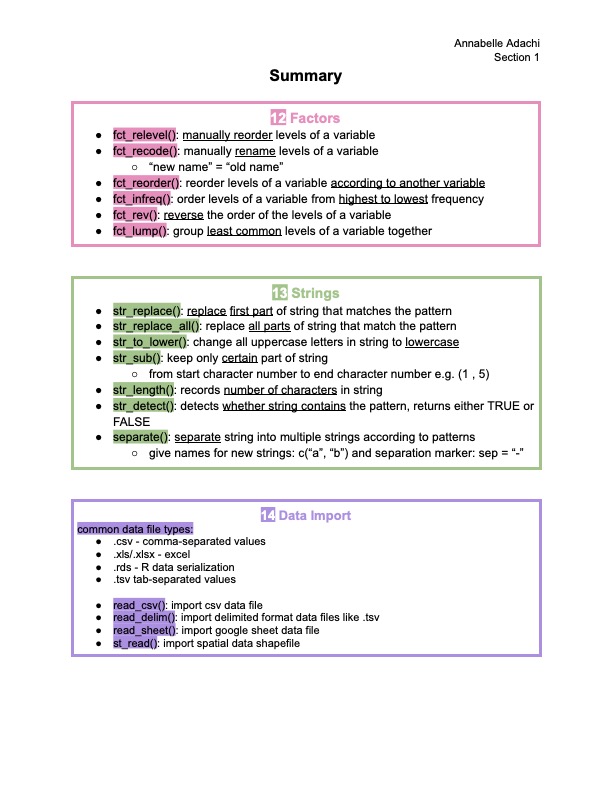 Annabelle Adachi
Section 1
Summary
12 Factors
● fct_relevel(): manually reorder levels of a variable
● fct_recode(): manually rename levels of a variable
○ “new name” = “old name”
● fct_reorder(): reorder levels of a variable according to another variable
● fct_infreq(): order levels of a variable from highest to lowest frequency
● fct_rev(): reverse the order of the levels of a variable
● fct_lump(): group least common levels of a variable together
13 Strings
● str_replace(): replace first part of string that matches the pattern
● str_replace_all(): replace all parts of string that match the pattern
● str_to_lower(): change all uppercase letters in string to lowercase
● str_sub(): keep only certain part of string
○ from start character number to end character number e.g. (1 , 5)
● str_length(): records number of characters in string
● str_detect(): detects whether string contains the pattern, returns either TRUE or
FALSE
● separate(): separate string into multiple strings according to patterns
○ give names for new strings: c(“a”, “b”) and separation marker: sep = “-”
14 Data Import
common data file types:
● .csv - comma-separated values
● .xls/.xlsx - excel
● .rds - R data serialization
● .tsv tab-separated values
● read_csv(): import csv data file
● read_delim(): import delimited format data files like .tsv
● read_sheet(): import google sheet data file
● st_read(): import spatial data shapefile